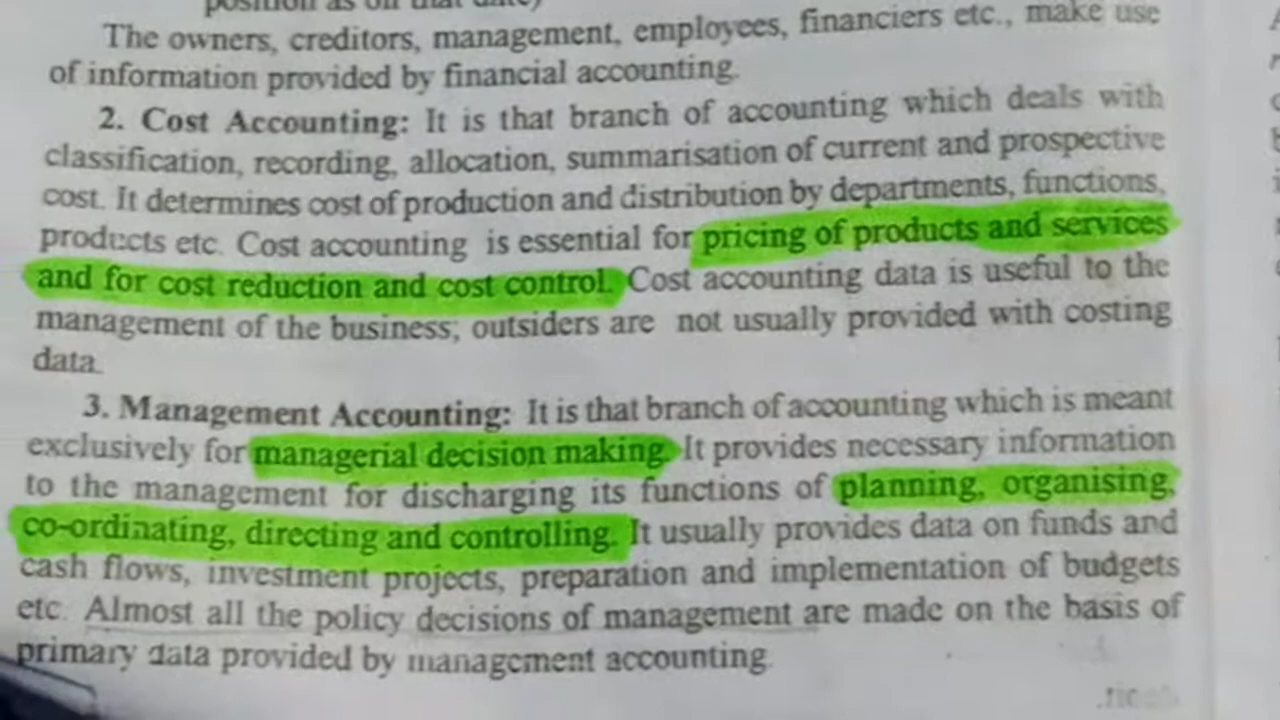 position as on that date)
The owners, creditors, management, employees, financiers etc., make use
of information provided by financial accounting.
2. Cost Accounting: It is that branch of accounting which deals with
classification, recording, allocation, summarisation of current and prospective
cost. It determines cost of production and distribution by departments, functions,
products etc. Cost accounting is essential for pricing of products and services
and for cost reduction and cost control. Cost accounting data is useful to the
management of the business; outsiders are not usually provided with costing
data.
3. Management Accounting: It is that branch of accounting which is meant
exclusively for managerial decision making. It provides necessary information
to the management for discharging its functions of planning, organising,
co-ordinating, directing and controlling. It usually provides data on funds and
cash flows, investment projects, preparation and implementation of budgets
etc. Almost all the policy decisions of management are made on the basis of
primary data provided by management accounting.